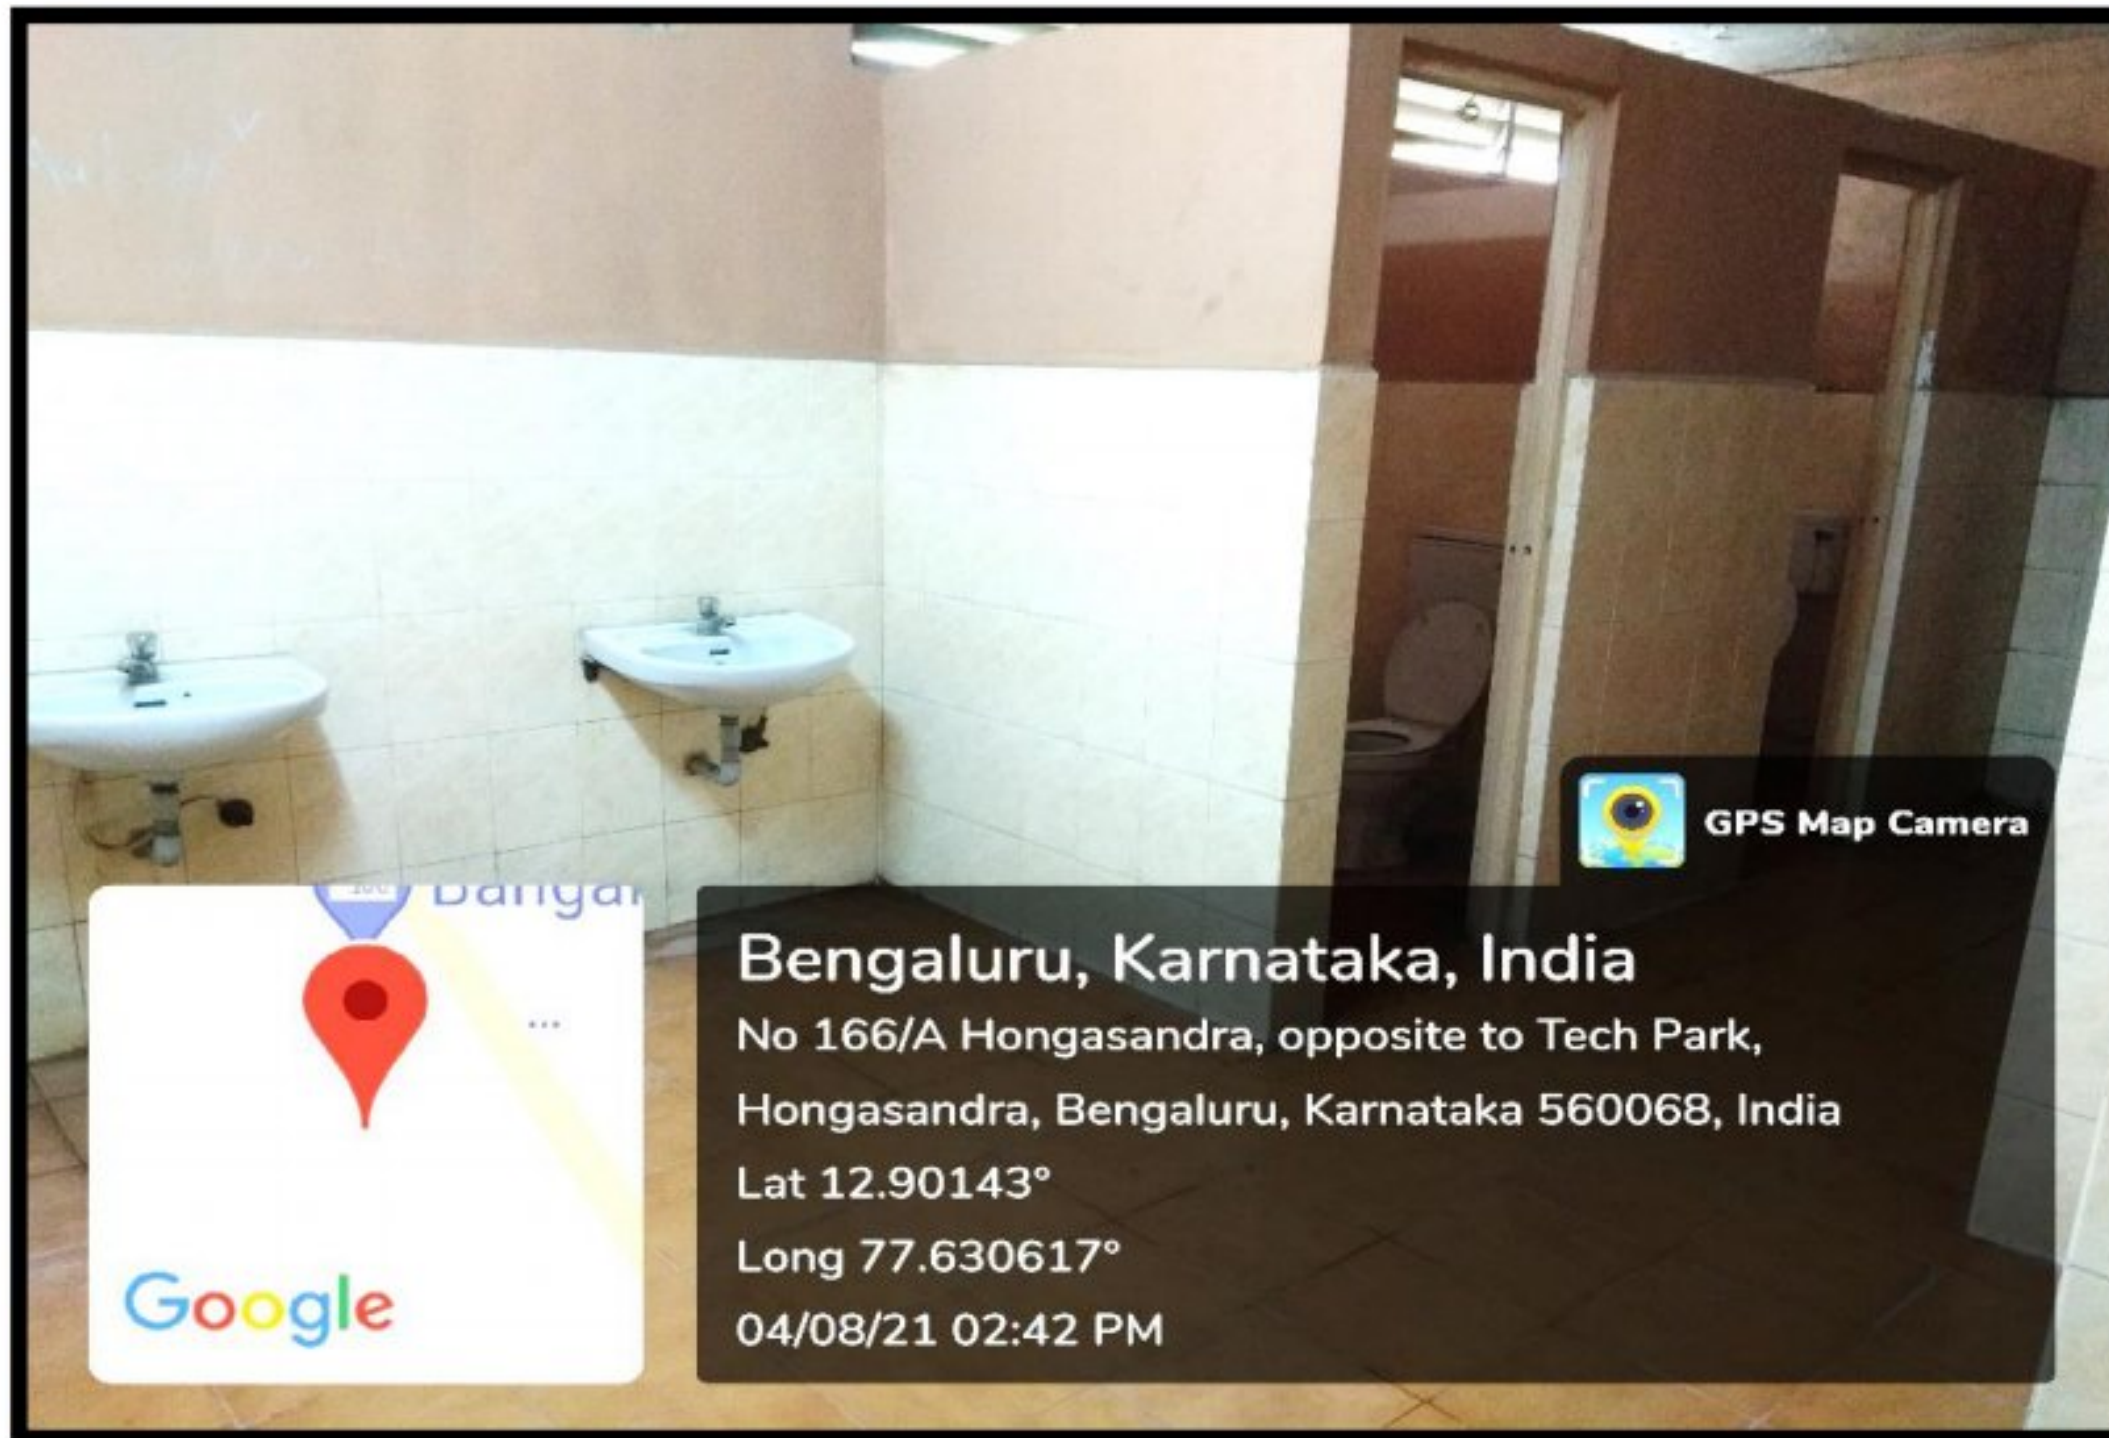 GPS Map Camera
Bengaluru, Karnataka, India
No 166/A Hongasandra, opposite to Tech Park,
Hongasandra, Bengaluru, Karnataka 560068, India
Lat 12.90143°
Long 77.630617°
04/08/21 02:42 PM
Google